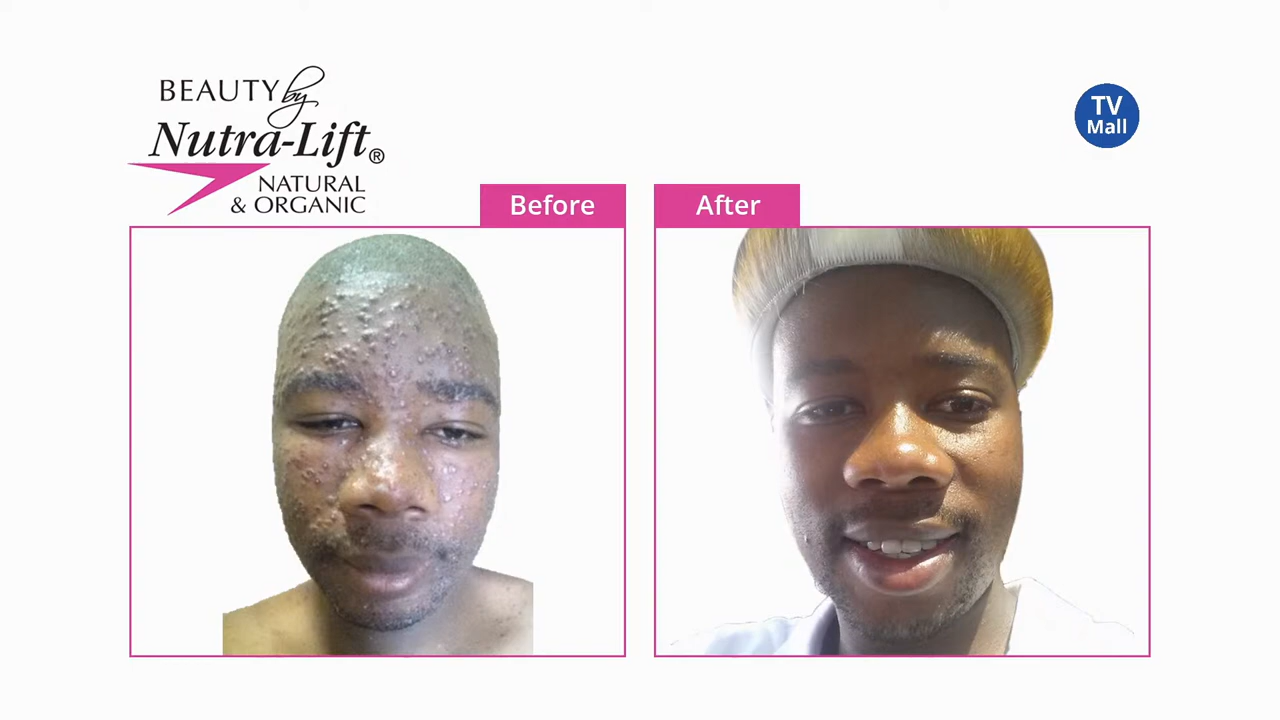 BEAUTY by
Nutra-Lift®
NATURAL
& ORGANIC
TV
Mall
Before
After